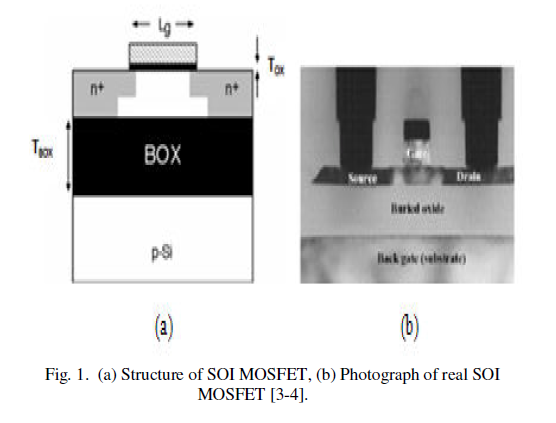 Lg
Tox
n+
n+
TBOX
BOX
p-Si
Gate
Source
Drain
Buried oxide
Back gate (substrate)
(a)
(b)
Fig. 1. (a) Structure of SOI MOSFET, (b) Photograph of real SOI
MOSFET [3-4].